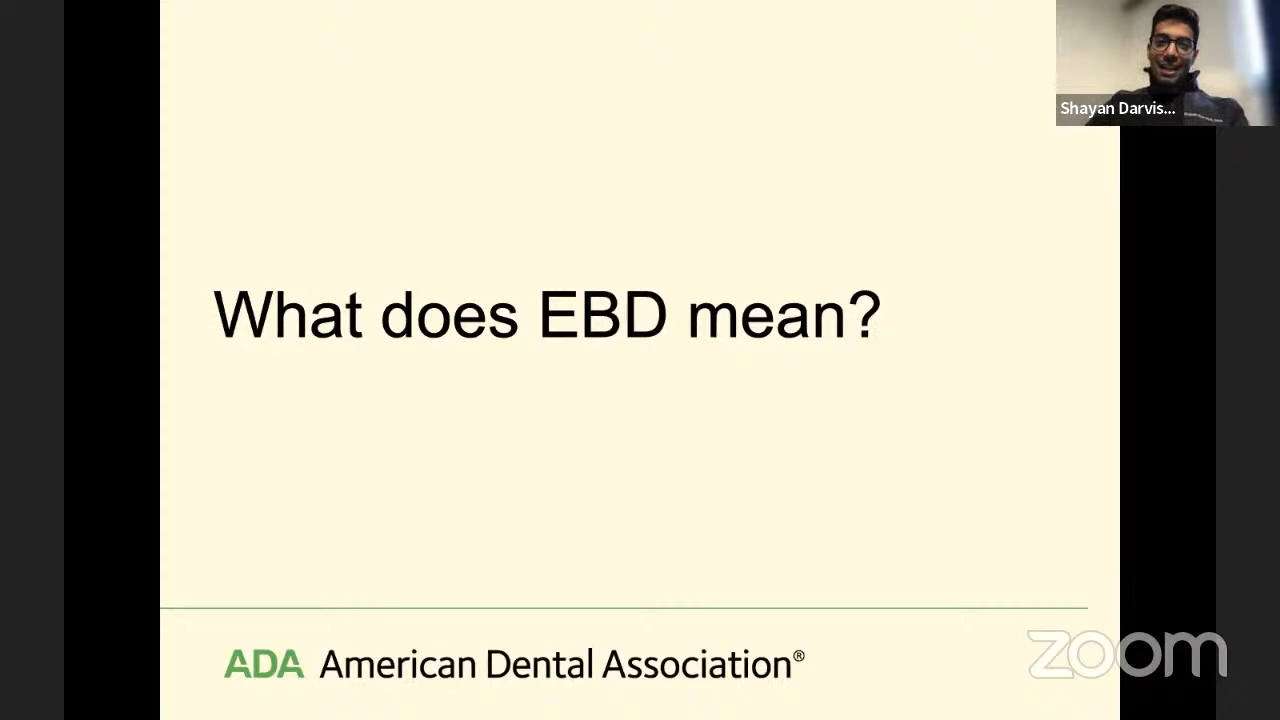 Shayan Darvis...
What does EBD mean?
ADA American Dental Association®
zoom